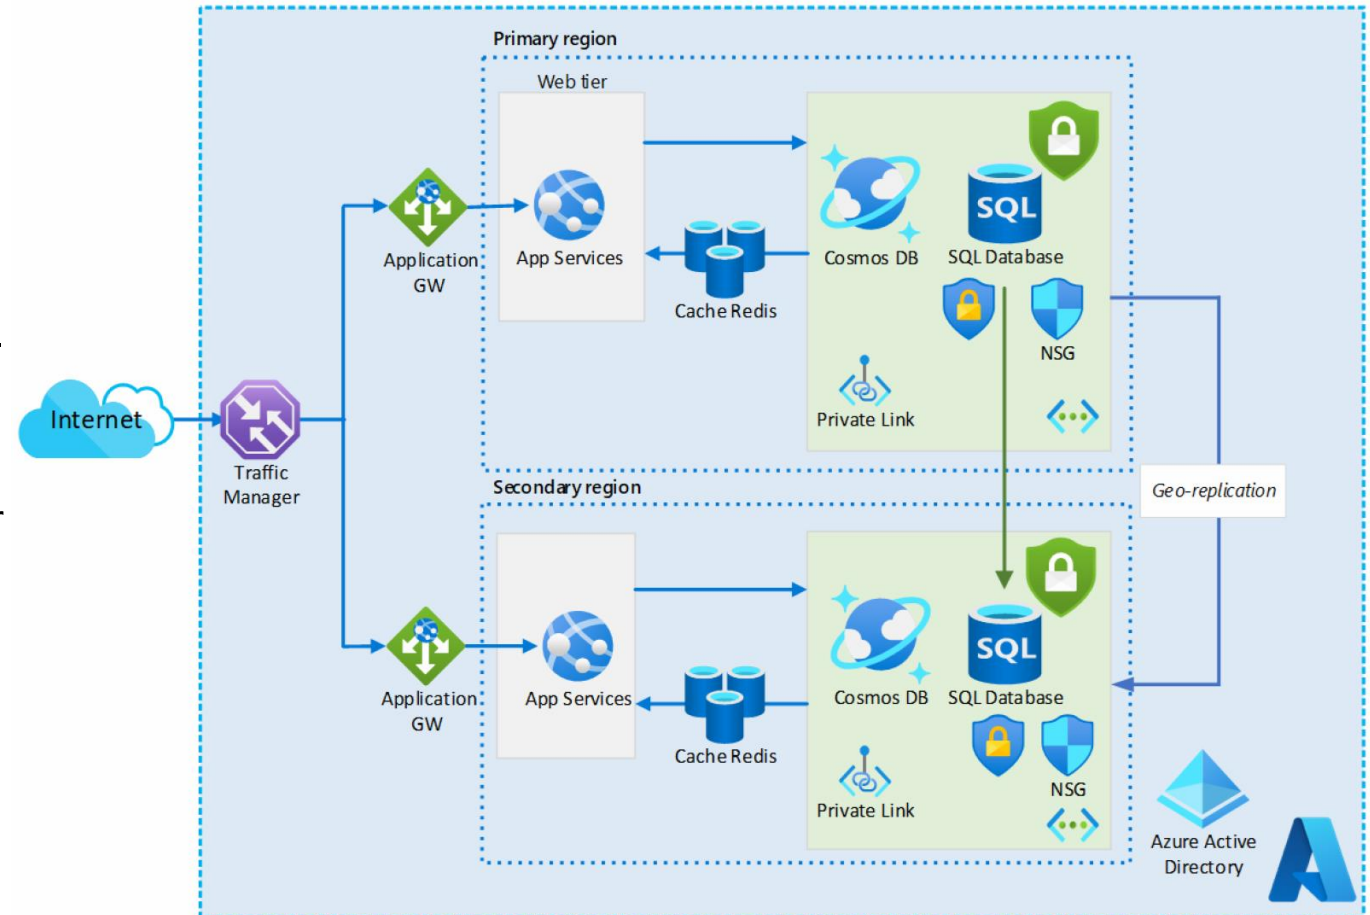 Primary region
Web tier
App Services
Cache Redis
Cosmos DB
SQL
SQL Database
NSG
Private Link
Application
GW
Internet
Traffic
Manager
Geo-replication
Secondary region
App Services
Cache Redis
Cosmos DB
SQL
SQL Database
NSG
Private Link
Application
GW
Azure Active
Directory